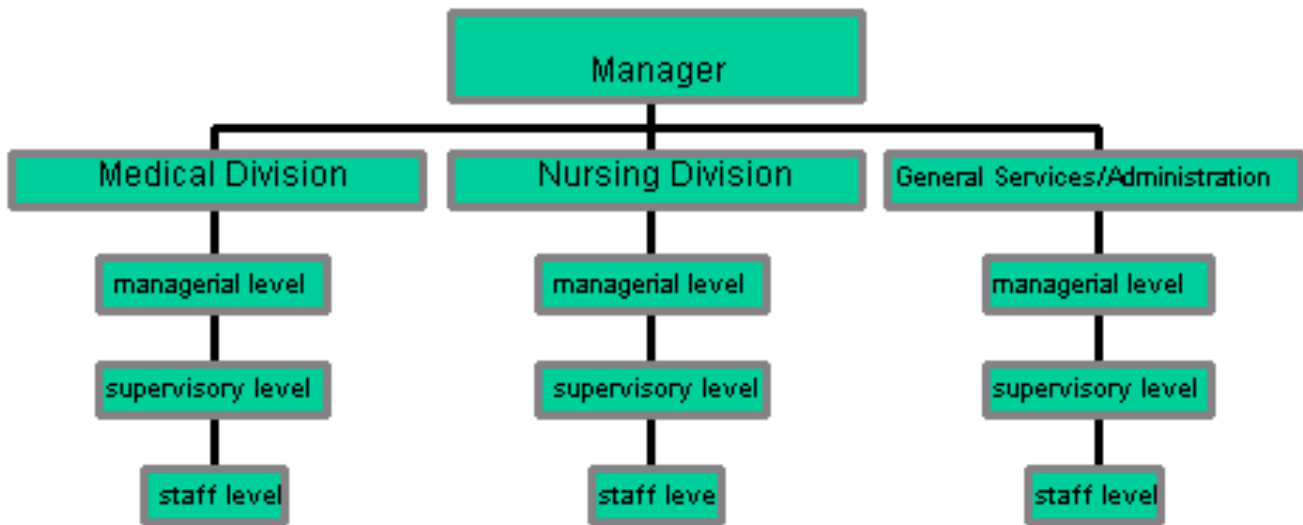 Manager
Medical Division
Nursing Division
General Services/Administration
managerial level
managerial level
managerial level
supervisory level
supervisory level
supervisory level
staff level
staff leve
staff level